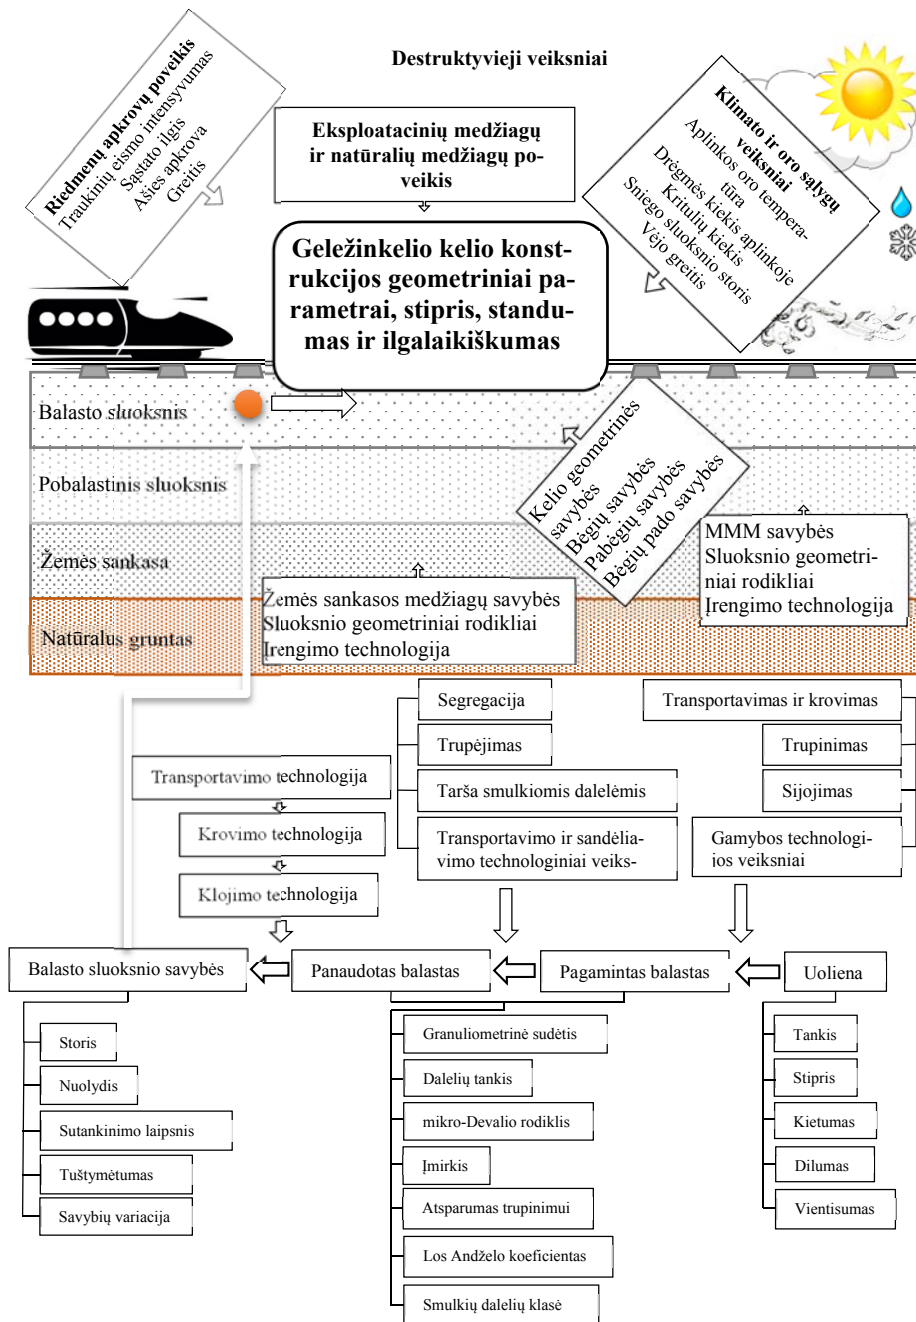 Destruktyvieji veiksniai
Riedmenų apkrovų poveikis
Traukinių eismo intensyvumas
Sąstato ilgis
Ašies apkrova
Greitis
Eksploatacinių medžiagų
ir natūralių medžiagų po-
veikis
Klimato ir oro sąlygų
veiksniai
Aplinkos oro tempera-
tūra
Drėgmės kiekis aplinkoje
Kritulių kiekis
Sniego sluoksnio storis
Vėjo greitis
Geležinkelio kelio konst-
rukcijos geometriniai pa-
rametrai, stipris, standu-
mas ir ilgalaikiškumas
Balasto sluoksnis
Pobalastinis sluoksnis
Žemės sankasa
Natūralus gruntas
Kelio geometrinės
savybės
Bėgių savybės
Pabėgių savybės
Bėgių pado savybės
MMM savybės
Sluoksnio geometri-
niai rodikliai
Įrengimo technologija
Žemės sankasos medžiagų savybės
Sluoksnio geometriniai rodikliai
Įrengimo technologija
Segregacija
Trupėjimas
Tarša smulkiomis dalelėmis
Transportavimo ir sandėlia-
vimo technologiniai veiks-
Transportavimas ir krovimas
Trupinimas
Sijojimas
Gamybos technologi-
jos veiksniai
Transportavimo technologija
Krovimo technologija
Klojimo technologija
Balasto sluoksnio savybės
Panaudotas balastas
Pagamintas balastas
Uoliena
Storis
Nuolydis
Sutankinimo laipsnis
Tuštymėtumas
Savybių variacija
Granuliometrinė sudėtis
Dalelių tankis
mikro-Devalio rodiklis
Įmirkis
Atsparumas trupinimui
Los Andželo koeficientas
Smulkių dalelių klasė
Tankis
Stipris
Kietumas
Dilumas
Vientisumas